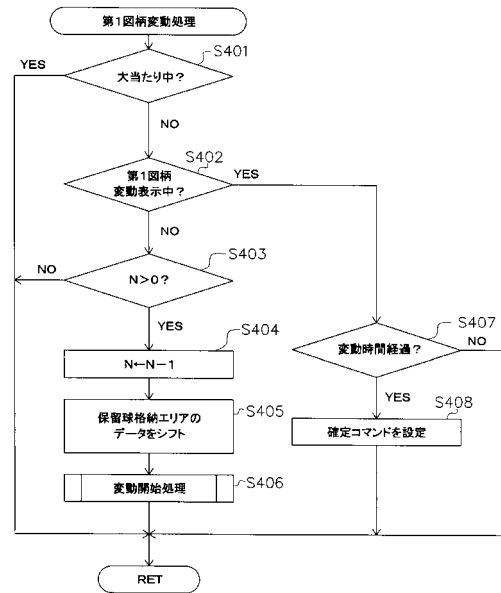 第1図柄変動処理
S401
YES
大当たり中?
NO
S402
第1図柄
変動表示中?
YES
NO
S403
NO
N>0?
YES
S404
N←N-1
S405
保留球格納エリアの
データをシフト
S406
変動開始処理
S407
変動時間経過?
NO
YES
S408
確定コマンドを設定
RET